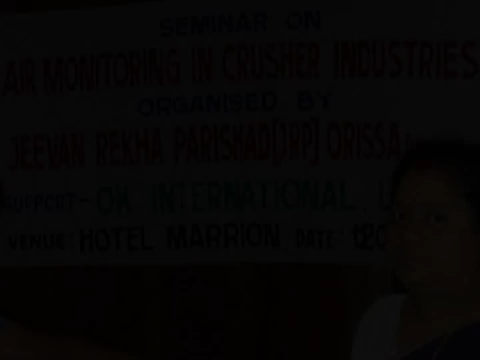 SEMINAR ON
AIR MONITORING IN CRUSHER INDUSTRIES
ORGANISED BY
JEEVAN REKHA PARISHAD[JRP] ORISSA
SUPPORT- OK INTERNATIONAL
VENUE: HOTEL MARRION DATE: